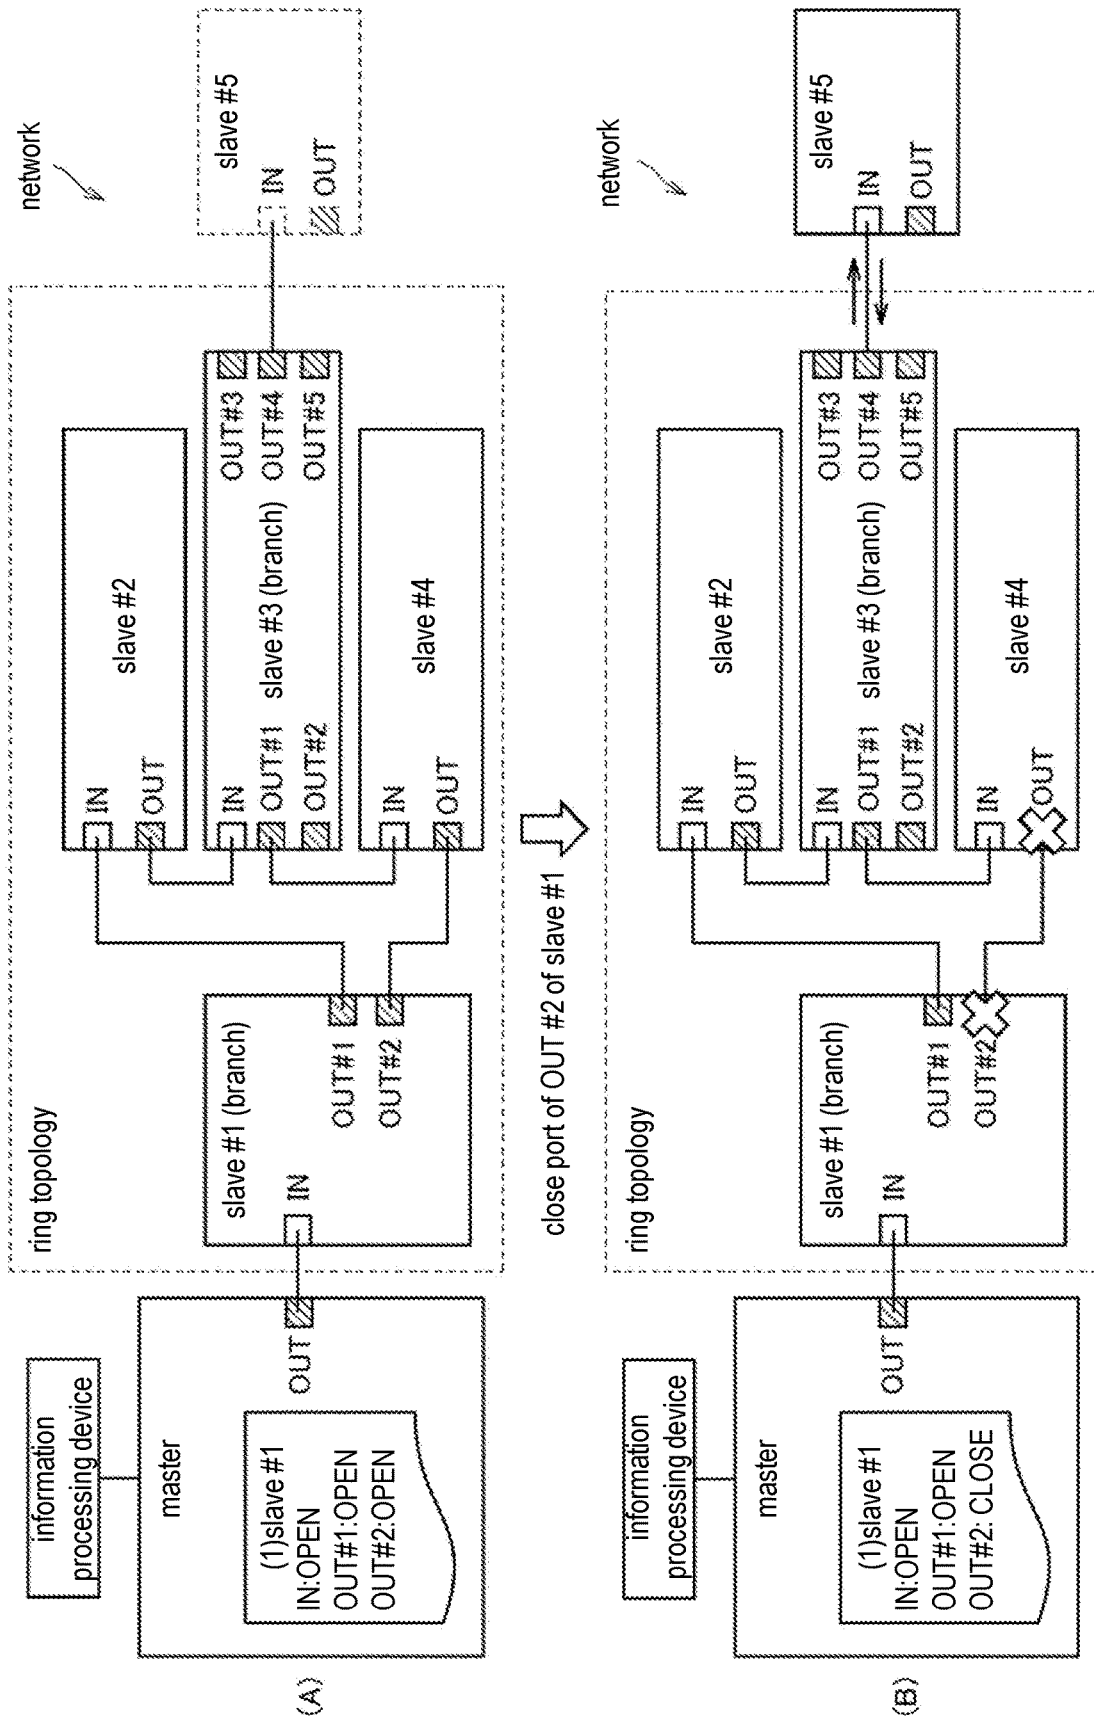 (A)
information
processing device
master
(1)slave #1
IN:OPEN
OUT#1:OPEN
OUT#2:OPEN
OUT
ring topology
slave #1 (branch)
IN
OUT#1
OUT#2
slave #2
IN
OUT
slave #3 (branch)
IN
OUT#1
OUT#2
OUT#3
OUT#4
OUT#5
slave #4
IN
OUT
network
slave #5
IN
OUT
close port of OUT #2 of slave #1
(B)
information
processing device
master
(1)slave #1
IN:OPEN
OUT#1:OPEN
OUT#2: CLOSE
OUT
ring topology
slave #1 (branch)
IN
OUT#1
OUT#2
slave #2
IN
OUT
slave #3 (branch)
IN
OUT#1
OUT#2
OUT#3
OUT#4
OUT#5
slave #4
IN
OUT
network
slave #5
IN
OUT